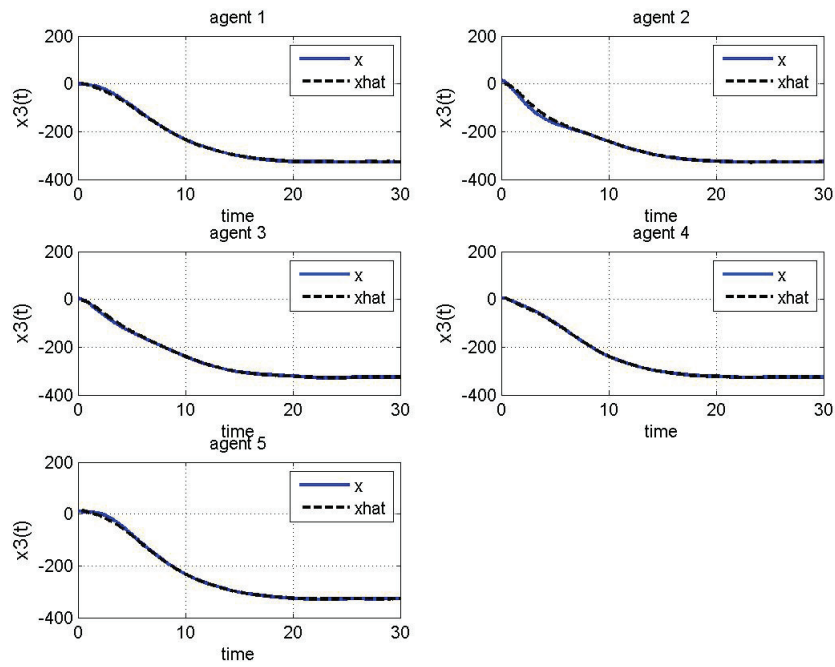 agent 1
200
0
-200
-400
x3(t)
x
xhat
0 10 20 30
time
agent 2
200
0
-200
-400
x3(t)
x
xhat
0 10 20 30
time
agent 3
200
0
-200
-400
x3(t)
x
xhat
0 10 20 30
time
agent 4
200
0
-200
-400
x3(t)
x
xhat
0 10 20 30
time
agent 5
200
0
-200
-400
x3(t)
x
xhat
0 10 20 30
time